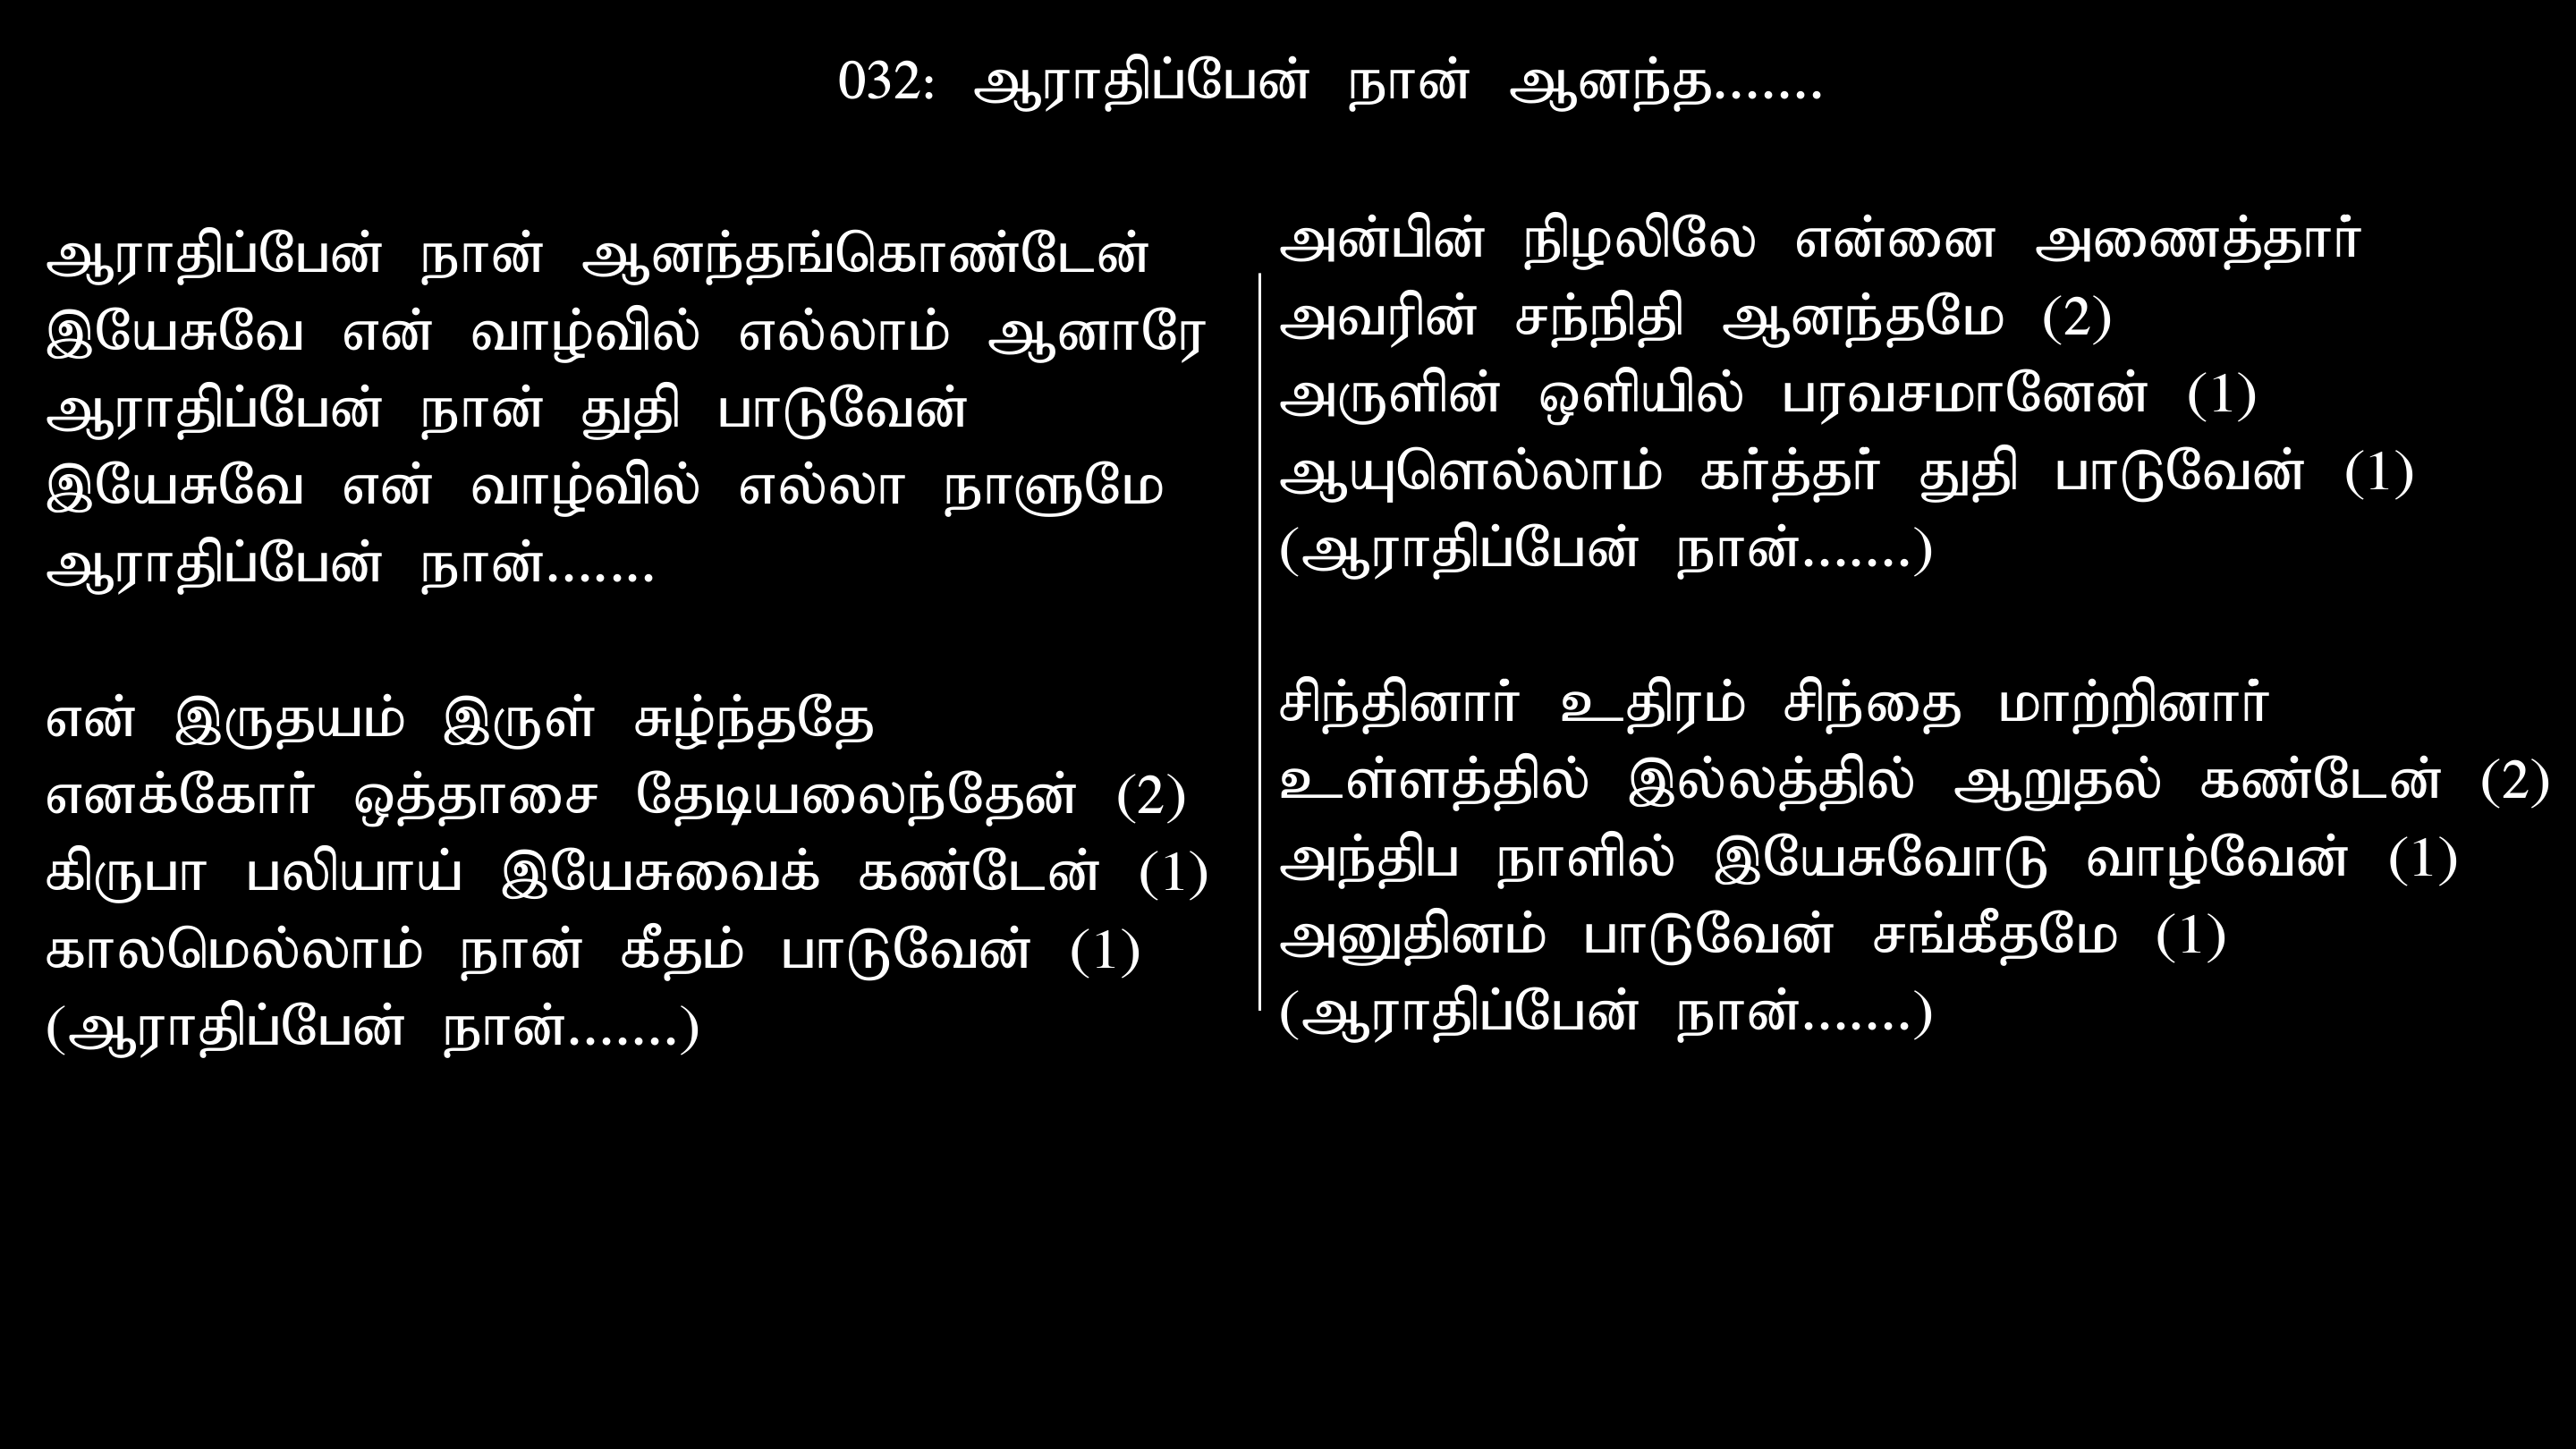 032: ஆராதிப்பேன் நான் ஆனந்த.......
ஆராதிப்பேன் நான் ஆனந்தங்கொண்டேன்
இயேசுவே என் வாழ்வில் எல்லாம் ஆனாரே
ஆராதிப்பேன் நான் துதி பாடுவேன்
இயேசுவே என் வாழ்வில் எல்லா நாளுமே
ஆராதிப்பேன் நான்.......
என் இருதயம் இருள் சுழ்ந்ததே
எனக்கோர் ஒத்தாசை தேடியலைந்தேன் (2)
கிருபா பலியாய் இயேசுவைக் கண்டேன் (1)
காலமெல்லாம் நான் கீதம் பாடுவேன் (1)
(ஆராதிப்பேன் நான்.......)
அன்பின் நிழலிலே என்னை அணைத்தார்
அவரின் சந்நிதி ஆனந்தமே (2)
அருளின் ஒளியில் பரவசமானேன் (1)
ஆயுளெல்லாம் கர்த்தர் துதி பாடுவேன் (1)
(ஆராதிப்பேன் நான்.......)
சிந்தினார் உதிரம் சிந்தை மாற்றினார்
உள்ளத்தில் இல்லத்தில் ஆறுதல் கண்டேன் (2)
அந்திப நாளில் இயேசுவோடு வாழ்வேன் (1)
அனுதினம் பாடுவேன் சங்கீதமே (1)
(ஆராதிப்பேன் நான்.......)